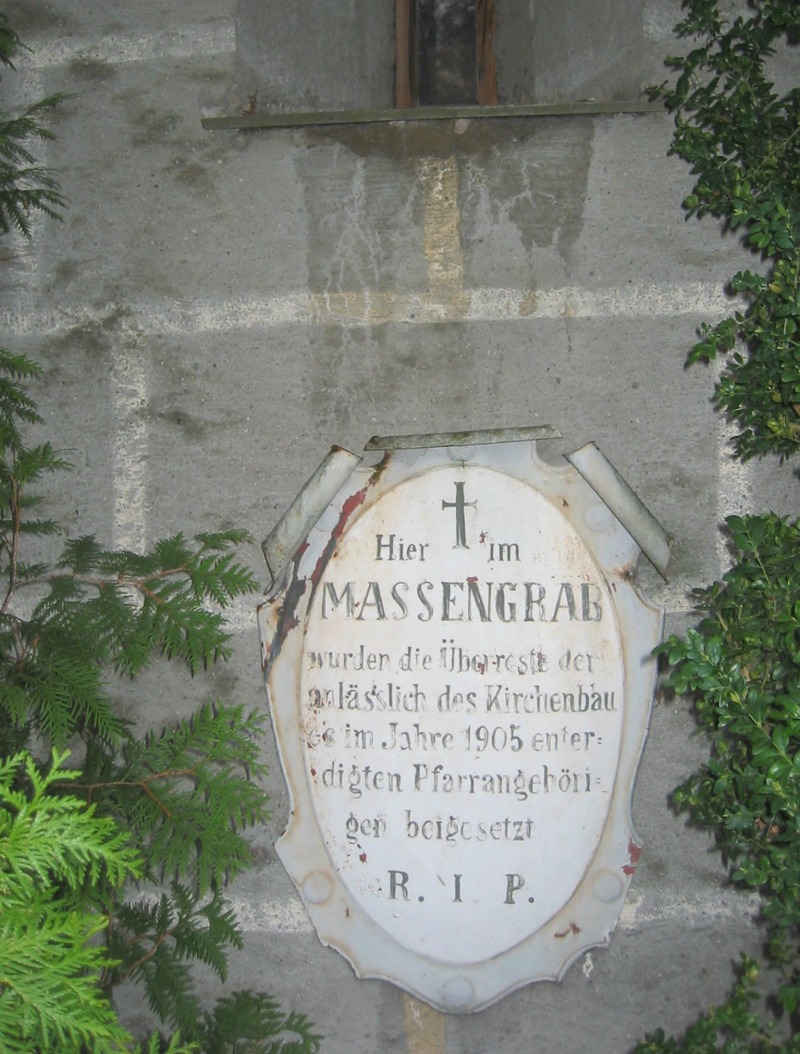 Hier im
MASSENGRAB
wurden die Überreste der
anlässlich des Kirchenbau
es im Jahre 1905 enter=
digten Pfarrangehöri=
gen beigesetzt
R. I P.